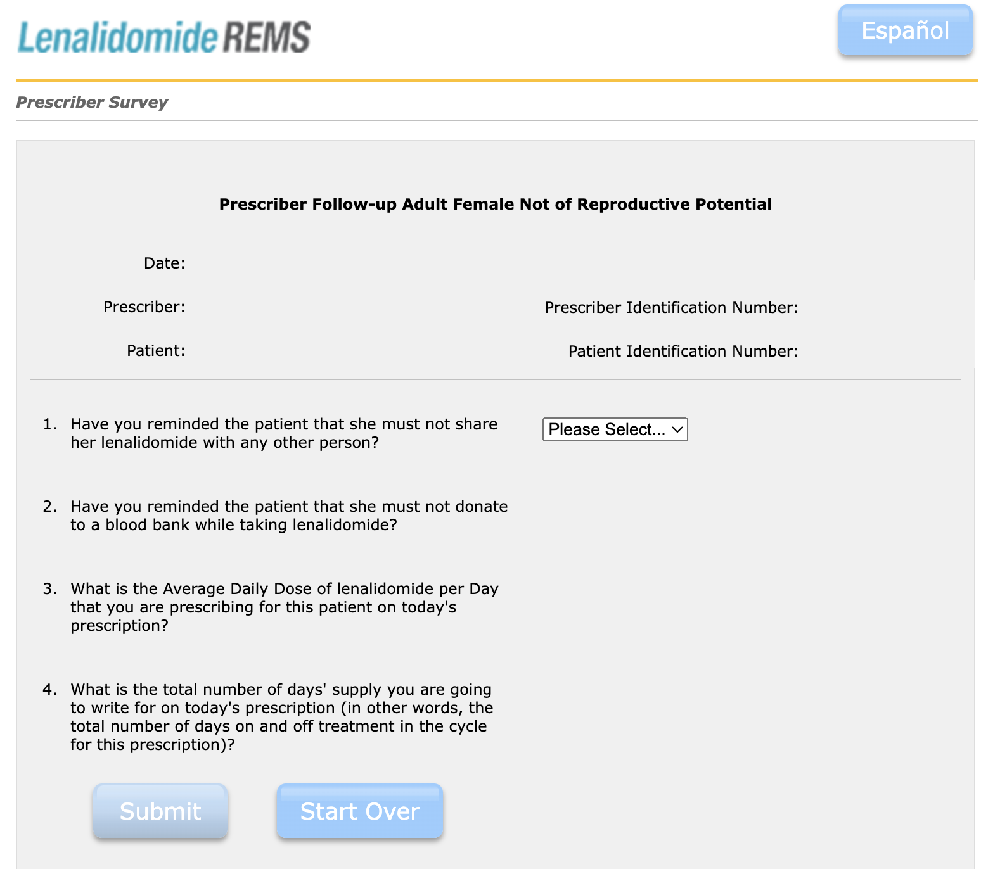 Lenalidomide REMS
Español
Prescriber Survey
Prescriber Follow-up Adult Female Not of Reproductive Potential
Date:
Prescriber:
Prescriber Identification Number:
Patient:
Patient Identification Number:
1. Have you reminded the patient that she must not share
her lenalidomide with any other person?
Please Select...
2. Have you reminded the patient that she must not donate
to a blood bank while taking lenalidomide?
3. What is the Average Daily Dose of lenalidomide per Day
that you are prescribing for this patient on today's
prescription?
4. What is the total number of days' supply you are going
to write for on today's prescription (in other words, the
total number of days on and off treatment in the cycle
for this prescription)?
Submit
Start Over